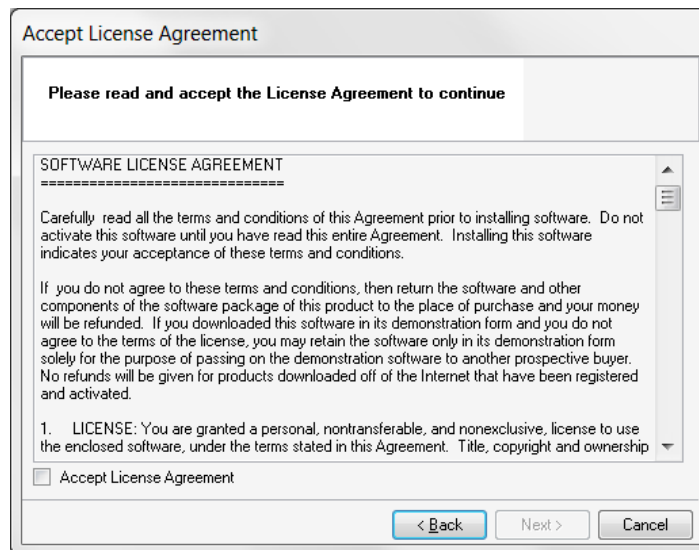 Accept License Agreement
Please read and accept the License Agreement to continue
SOFTWARE LICENSE AGREEMENT
==============================
Carefully  read all the terms and conditions of this Agreement prior to installing software.  Do not
activate this software until you have read this entire Agreement.  Installing this software
indicates your acceptance of these terms and conditions.
If  you do not agree to these terms and conditions, then return the software and other
components of the software package of this product to the place of purchase and your money
will be refunded.  If you downloaded this software in its demonstration form and you do not
agree to the terms of the license, you may retain the software only in its demonstration form
solely for the purpose of passing on the demonstration software to another prospective buyer.
No refunds will be given for products downloaded off of the Internet that have been registered
and activated.
1.    LICENSE: You are granted a personal, nontransferable, and nonexclusive, license to use
the enclosed software, under the terms stated in this Agreement.  Title, copyright and ownership
Accept License Agreement
< Back
Next >
Cancel